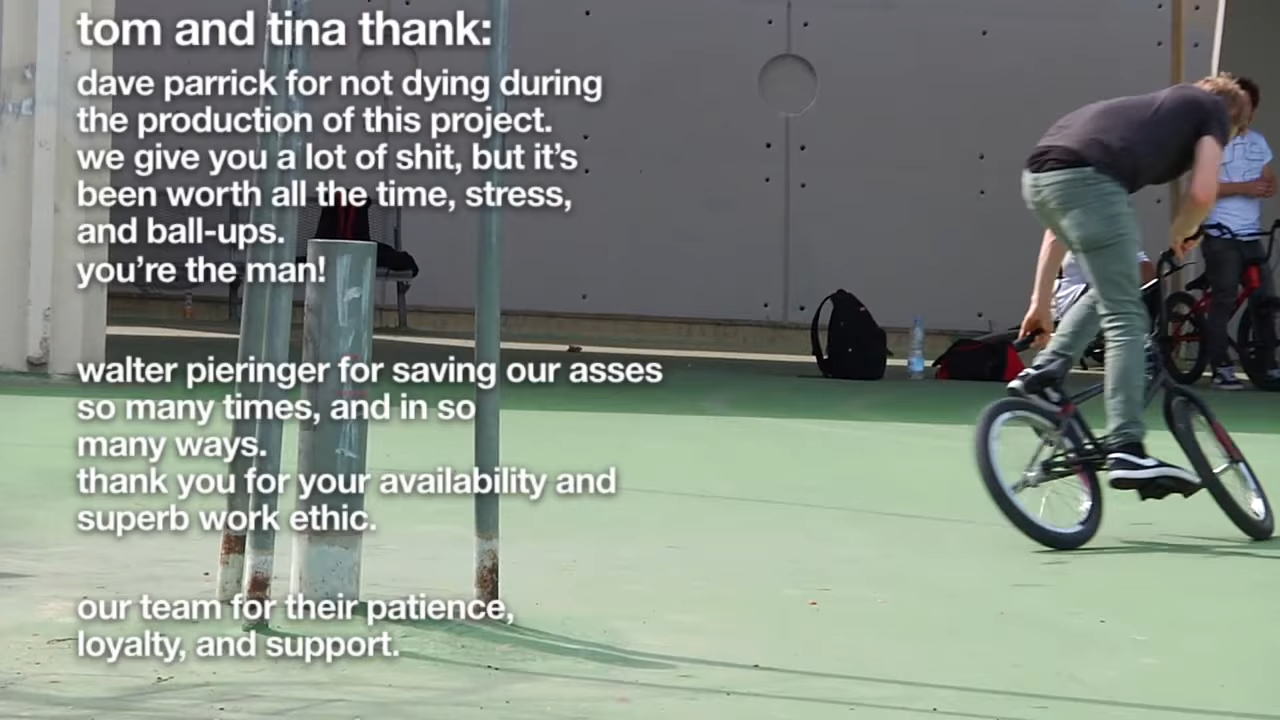 tom and tina thank:
dave parrick for not dying during
the production of this project.
we give you a lot of shit, but it's
been worth all the time, stress,
and ball-ups.
you're the man!
walter pieringer for saving our asses
so many times, and in so
many ways.
thank you for your availability and
superb work ethic.
our team for their patience,
loyalty, and support.